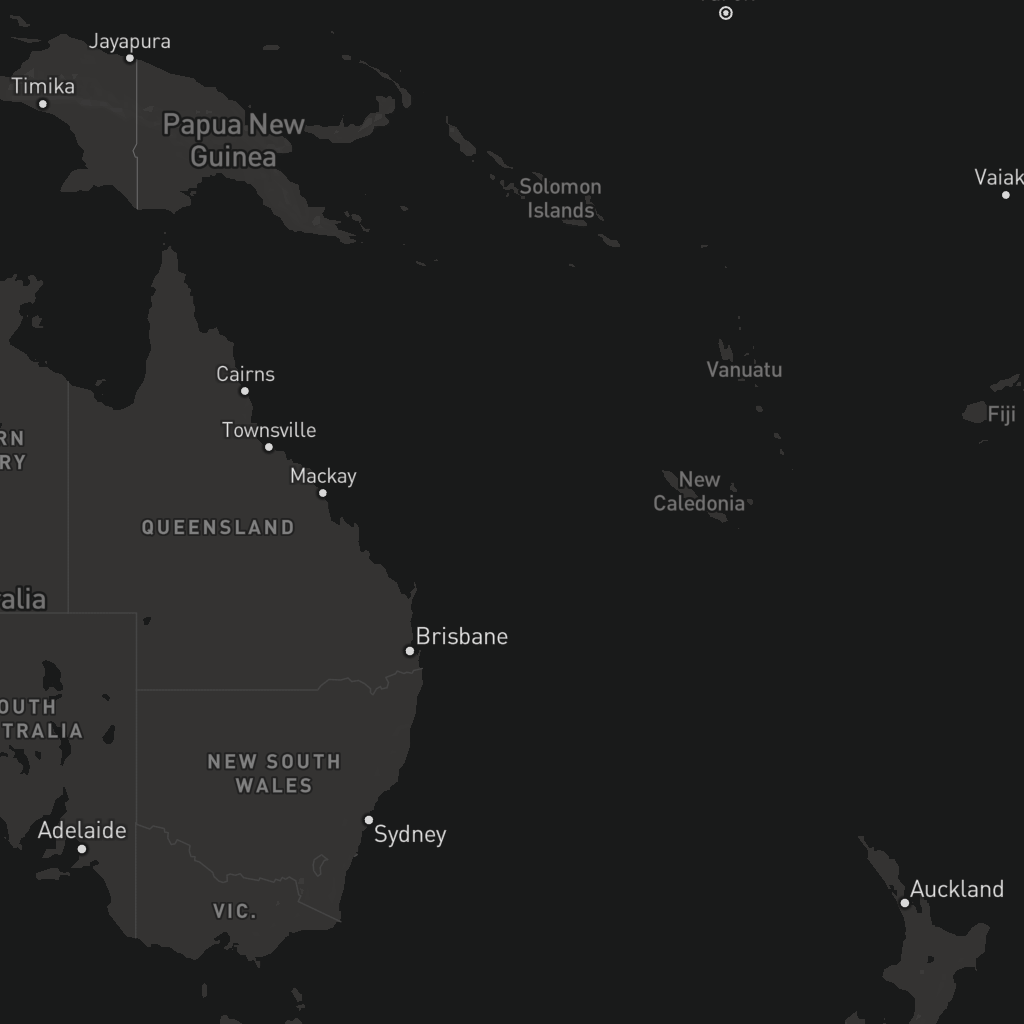 Jayapura
Timika
Papua New
Guinea
Solomon
Islands
Vaiak
Cairns
Vanuatu
Fiji
Townsville
RN
RY
Mackay
New
Caledonia
QUEENSLAND
alia
Brisbane
OUTH
TRALIA
NEW SOUTH
WALES
Adelaide
Sydney
Auckland
VIC.